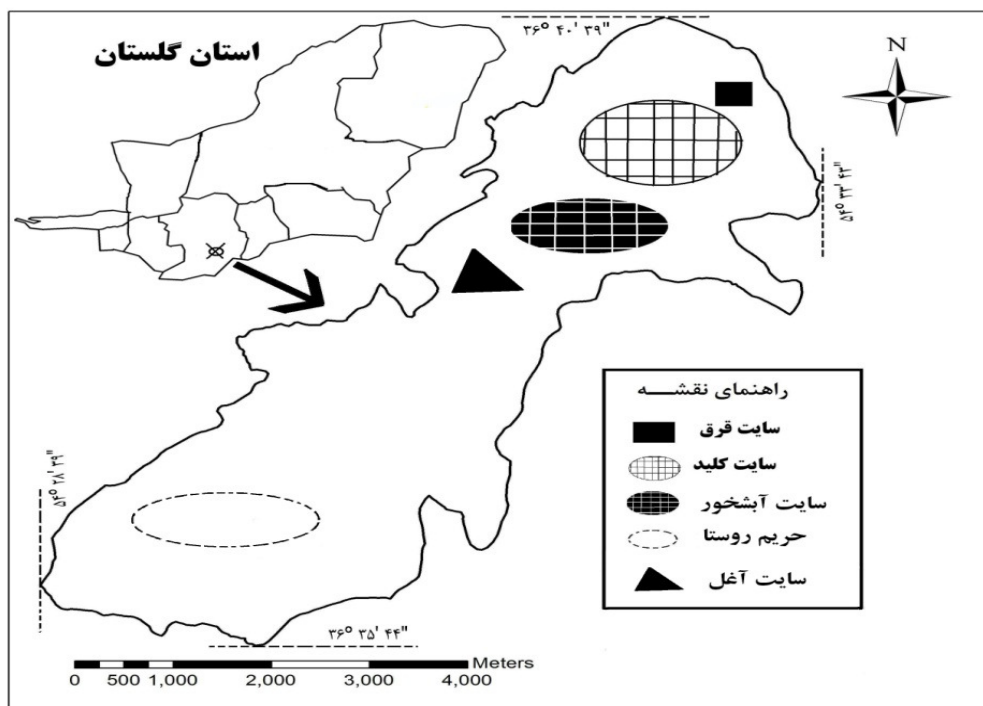 ۳۶° ۴۰' ۳۹"
استان گلستان
N
۵۴° ۳۳' ۴۳"
راهنمای نقشـــه
سایت قرق
سایت کلید
سایت آبشخور
حریم روستا
سایت آغل
۵۴° ۲۸' ۳۹"
۳۶° ۳۵' ۴۴"
Meters
0 500 1,000 2,000 3,000 4,000